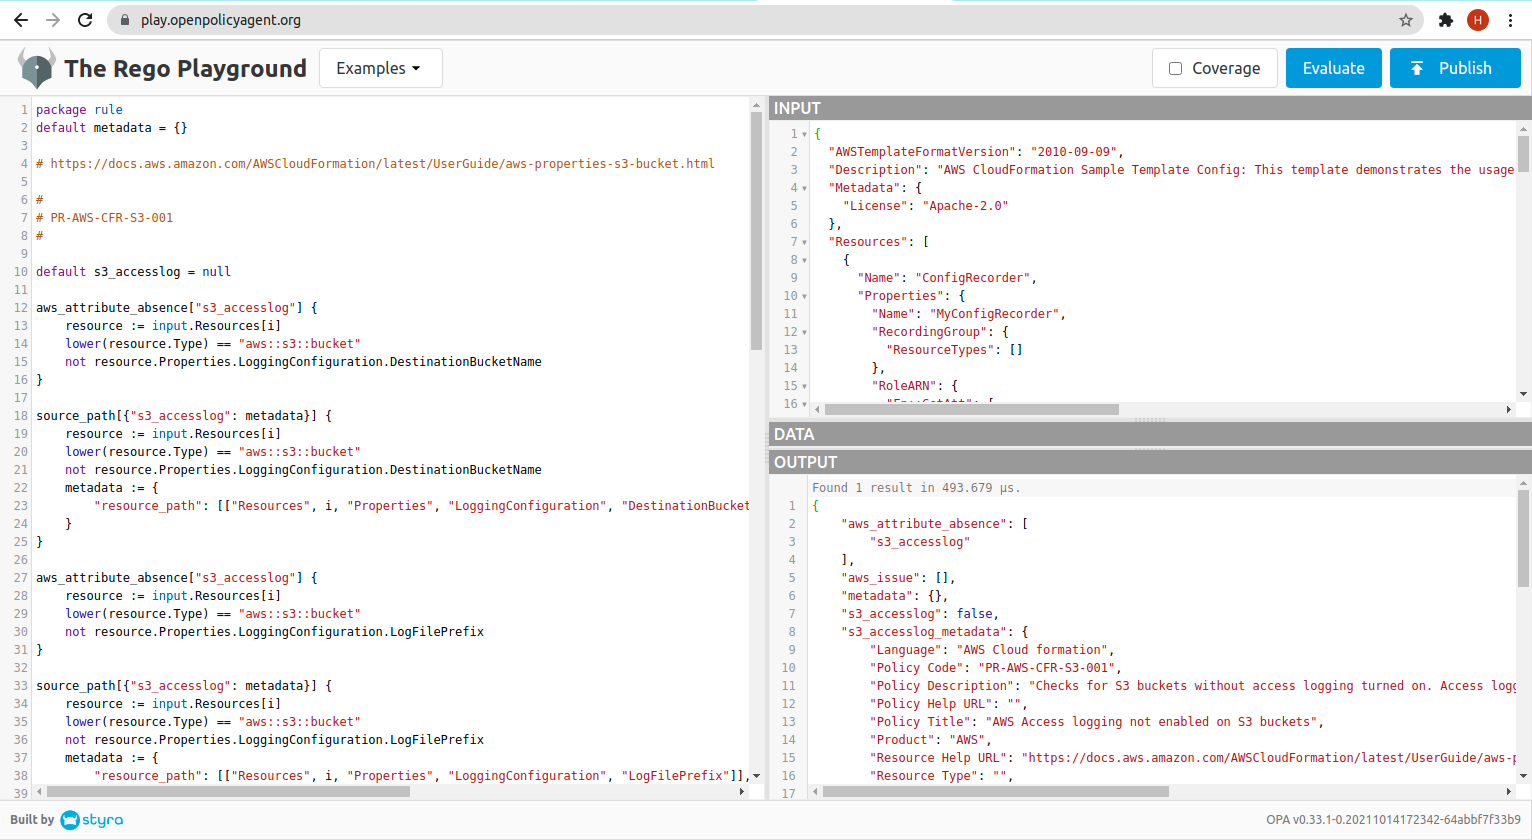 play.openpolicyagent.org
H
The Rego Playground
Examples
Coverage
Evaluate
Publish
1 package rule
2 default metadata = {}
3
4 # https://docs.aws.amazon.com/AWSCloudFormation/latest/UserGuide/aws-properties-s3-bucket.html
5
6 #
7 # PR-AWS-CFR-S3-001
8 #
9
10 default s3_accesslog = null
11
12 aws_attribute_absence["s3_accesslog"] {
13     resource := input.Resources[i]
14     lower(resource.Type) == "aws::s3::bucket"
15     not resource.Properties.LoggingConfiguration.DestinationBucketName
16 }
17
18 source_path[{"s3_accesslog": metadata}] {
19     resource := input.Resources[i]
20     lower(resource.Type) == "aws::s3::bucket"
21     not resource.Properties.LoggingConfiguration.DestinationBucketName
22     metadata := {
23         "resource_path": [["Resources", i, "Properties", "LoggingConfiguration", "DestinationBucket
24     }
25 }
26
27 aws_attribute_absence["s3_accesslog"] {
28     resource := input.Resources[i]
29     lower(resource.Type) == "aws::s3::bucket"
30     not resource.Properties.LoggingConfiguration.LogFilePrefix
31 }
32
33 source_path[{"s3_accesslog": metadata}] {
34     resource := input.Resources[i]
35     lower(resource.Type) == "aws::s3::bucket"
36     not resource.Properties.LoggingConfiguration.LogFilePrefix
37     metadata := {
38         "resource_path": [["Resources", i, "Properties", "LoggingConfiguration", "LogFilePrefix"]],
39
INPUT
1 {
2   "AWSTemplateFormatVersion": "2010-09-09",
3   "Description": "AWS CloudFormation Sample Template Config: This template demonstrates the usage
4   "Metadata": {
5     "License": "Apache-2.0"
6   },
7   "Resources": [
8     {
9       "Name": "ConfigRecorder",
10       "Properties": {
11         "Name": "MyConfigRecorder",
12         "RecordingGroup": {
13           "ResourceTypes": []
14         },
15         "RoleARN": {
16           "Fn::GetAtt": [
DATA
OUTPUT
Found 1 result in 493.679 µs.
1 {
2     "aws_attribute_absence": [
3         "s3_accesslog"
4     ],
5     "aws_issue": [],
6     "metadata": {},
7     "s3_accesslog": false,
8     "s3_accesslog_metadata": {
9         "Language": "AWS Cloud formation",
10         "Policy Code": "PR-AWS-CFR-S3-001",
11         "Policy Description": "Checks for S3 buckets without access logging turned on. Access logg
12         "Policy Help URL": "",
13         "Policy Title": "AWS Access logging not enabled on S3 buckets",
14         "Product": "AWS",
15         "Resource Help URL": "https://docs.aws.amazon.com/AWSCloudFormation/latest/UserGuide/aws-p
16         "Resource Type": "",
17
Built by styra
OPA v0.33.1-0.20211014172342-64abbf7f33b9